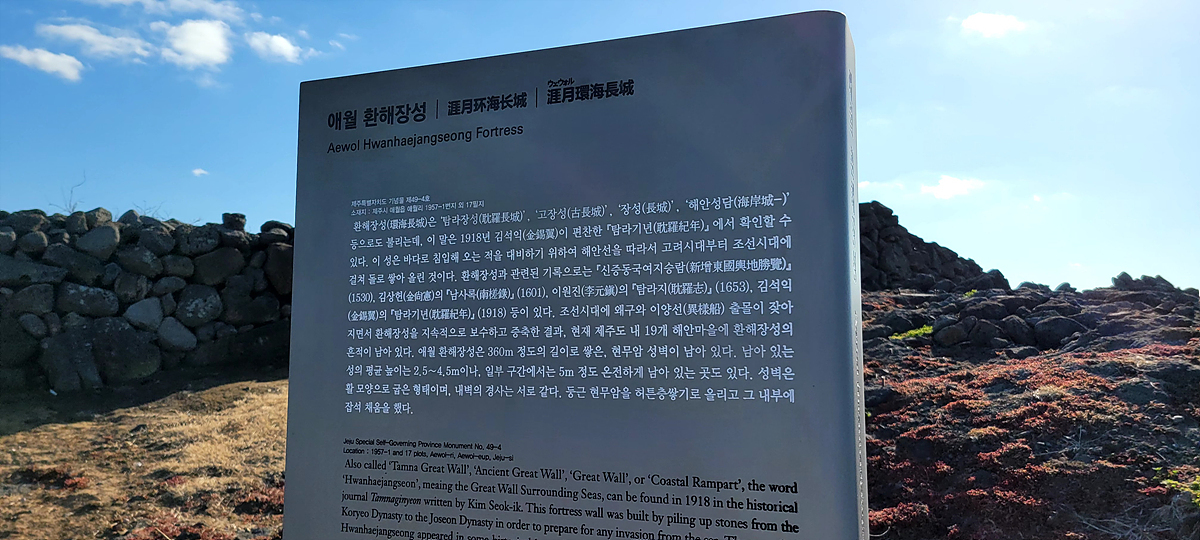 애월 환해장성 | 涯月环海长城 | 涯月環海長城
ウェウォル
Aewol Hwanhaejangseong Fortress
제주특별자치도 기념물 제49-4호
소재지 : 제주시 애월읍 애월리 1957-1번지 외 17필지
환해장성(環海長城)은 '탐라장성(耽羅長城)', '고장성(古長城)', '장성(長城)', '해안성담(海岸城-)'
등으로도 불리는데, 이 말은 1918년 김석익(金錫翼)이 편찬한 『탐라기년(耽羅紀年)』에서 확인할 수
있다. 이 성은 바다로 침입해 오는 적을 대비하기 위하여 해안선을 따라서 고려시대부터 조선시대에
걸쳐 돌로 쌓아 올린 것이다. 환해장성과 관련된 기록으로는 『신증동국여지승람(新增東國輿地勝覽)』
(1530), 김상헌(金尙憲)의 『남사록(南槎錄)』(1601), 이원진(李元鎭)의 『탐라지(耽羅志)』(1653), 김석익
(金錫翼)의 『탐라기년(耽羅紀年)』(1918) 등이 있다. 조선시대에 왜구와 이양선(異樣船) 출몰이 잦아
지면서 환해장성을 지속적으로 보수하고 증축한 결과, 현재 제주도 내 19개 해안마을에 환해장성의
흔적이 남아 있다. 애월 환해장성은 360m 정도의 길이로 쌓은, 현무암 성벽이 남아 있다. 남아 있는
성의 평균 높이는 2.5~4.5m이나, 일부 구간에서는 5m 정도 온전하게 남아 있는 곳도 있다. 성벽은
활 모양으로 굽은 형태이며, 내벽의 경사는 서로 같다. 둥근 현무암을 허튼층쌓기로 올리고 그 내부에
잡석 채움을 했다.
Jeju Special Self-Governing Province Monument No. 49-4
Location : 1957-1 and 17 plots, Aewol-ri, Aewol-eup, Jeju-si
Also called 'Tamna Great Wall', 'Ancient Great Wall', 'Great Wall', or 'Coastal Rampart', the word
'Hwanhaejangseon', meaing the Great Wall Surrounding Seas, can be found in 1918 in the historical
journal Tamnaginyeon written by Kim Seok-ik. This fortress wall was built by piling up stones from the
Koryeo Dynasty to the Joseon Dynasty in order to prepare for any invasion from the sea.
Hwanhaejangseong appeared in some